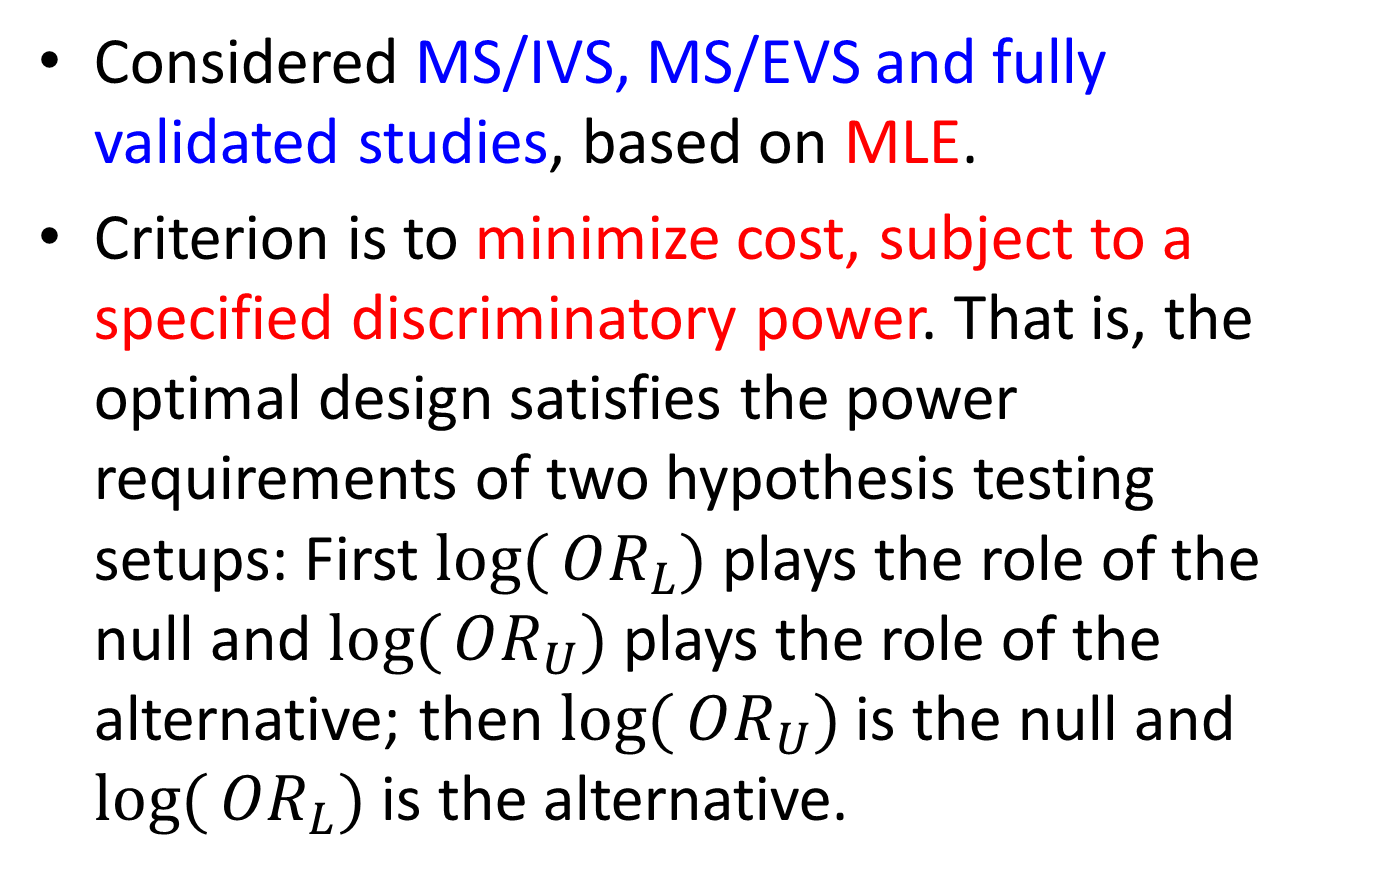 • Considered MS/IVS, MS/EVS and fully
validated studies, based on MLE.
• Criterion is to minimize cost, subject to a
specified discriminatory power. That is, the
optimal design satisfies the power
requirements of two hypothesis testing
setups: First log( OR_L) plays the role of the
null and log( OR_U) plays the role of the
alternative; then log( OR_U) is the null and
log( OR_L) is the alternative.